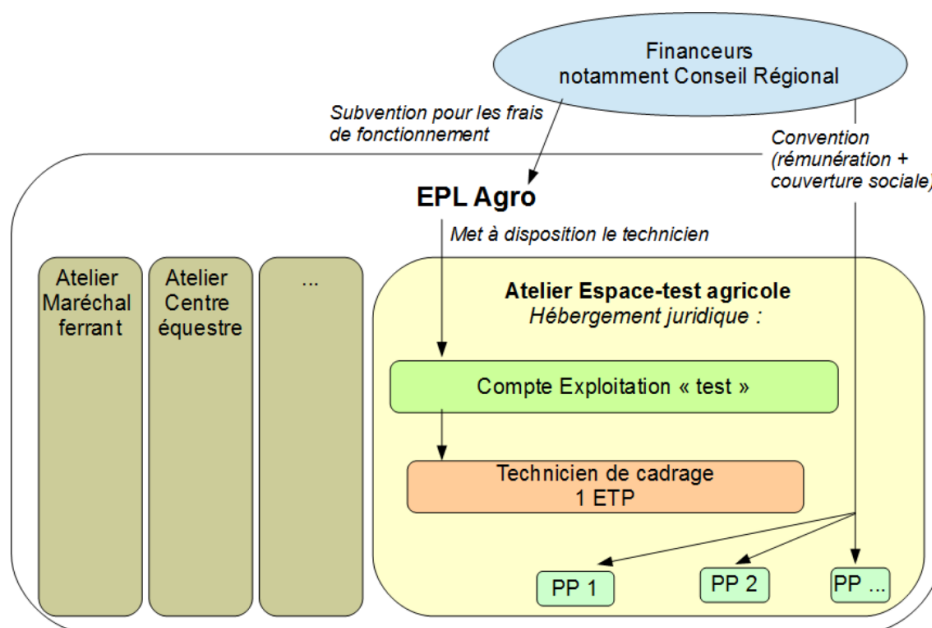 Financeurs
notamment Conseil Régional
Subvention pour les frais
de fonctionnement
Convention
(rémunération +
couverture sociale)
EPL Agro
Met à disposition le technicien
Atelier
Maréchal
ferrant
Atelier
Centre
équestre
...
Atelier Espace-test agricole
Hébergement juridique :
Compte Exploitation « test »
Technicien de cadrage
1 ETP
PP 1
PP 2
PP ...